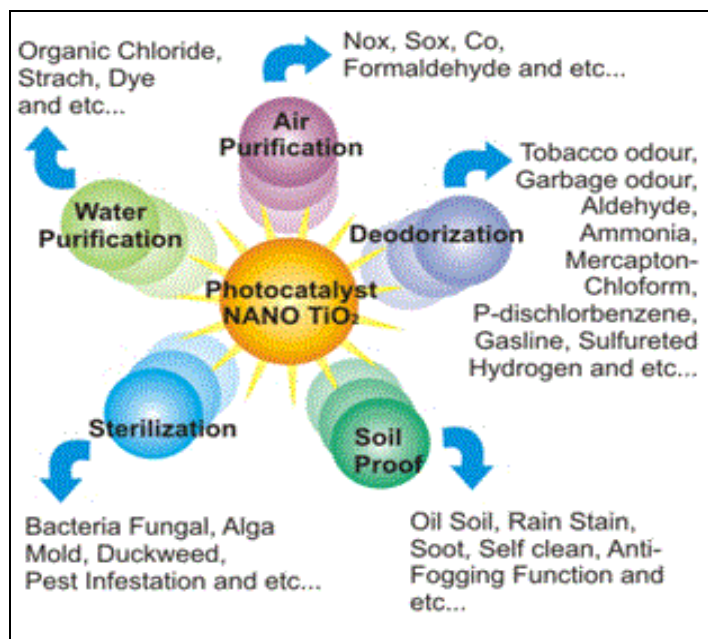 Organic Chloride,
Strach, Dye
and etc...
Nox, Sox, Co,
Formaldehyde and etc...
Air
Purification
Tobacco odour,
Garbage odour,
Aldehyde,
Ammonia,
Mercapton-
Chloform,
P-dischlorbenzene,
Gasline, Sulfureted
Hydrogen and etc...
Water
Purification
Deodorization
Photocatalyst
NANO TiO₂
Sterilization
Soil
Proof
Bacteria Fungal, Alga
Mold, Duckweed,
Pest Infestation and etc...
Oil Soil, Rain Stain,
Soot, Self clean, Anti-
Fogging Function and
etc...